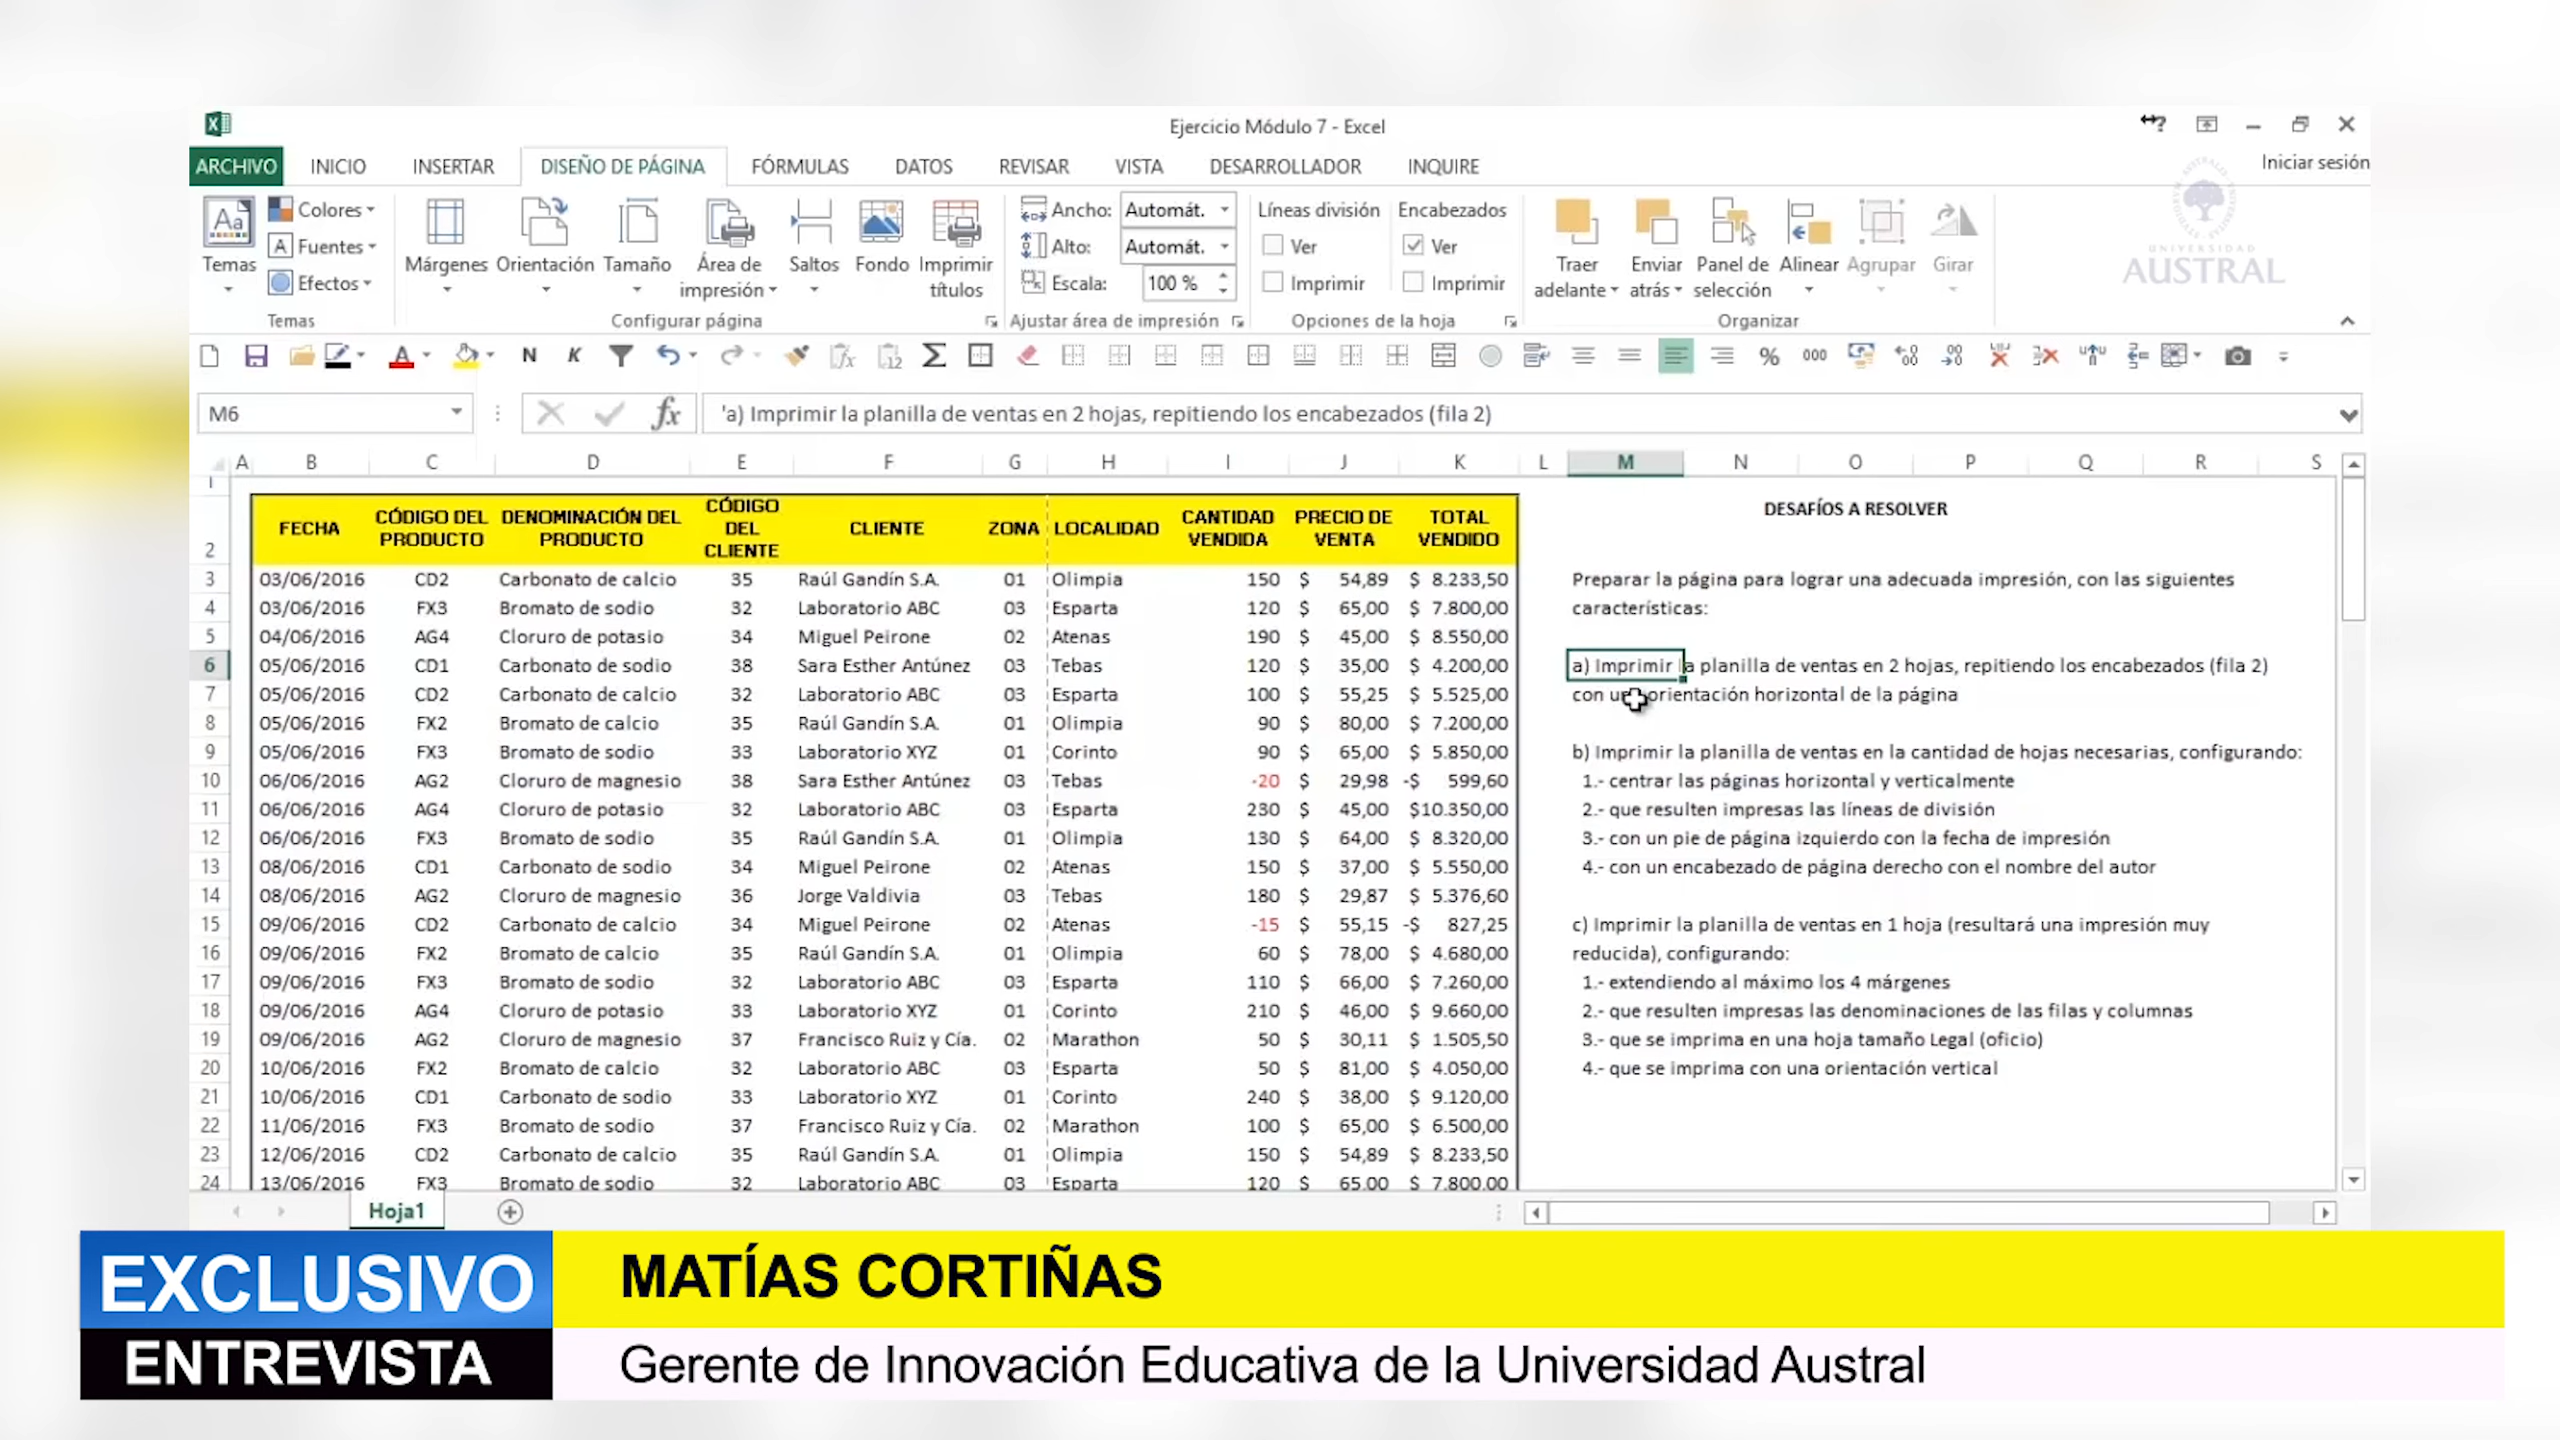 Ejercicio Módulo 7 - Excel
ARCHIVO INICIO INSERTAR DISEÑO DE PÁGINA FÓRMULAS DATOS REVISAR VISTA DESARROLLADOR INQUIRE Iniciar sesión
Aa Colores Ancho: Automát. Líneas división Encabezados
Fuentes Alto: Automát. Ver Ver
Temas Efectos Márgenes Orientación Tamaño Área de impresión Saltos Fondo Imprimir títulos Escala: 100 % Imprimir Imprimir Traer adelante Enviar atrás Panel de selección Alinear Agrupar Girar
UNIVERSIDAD
AUSTRAL
Temas Configurar página Ajustar área de impresión Opciones de la hoja Organizar
N K % 000
M6 fx 'a) Imprimir la planilla de ventas en 2 hojas, repitiendo los encabezados (fila 2)
A B C D E F G H I J K L M N O P Q R S
1
2 FECHA CÓDIGO DEL PRODUCTO DENOMINACIÓN DEL PRODUCTO CÓDIGO DEL CLIENTE CLIENTE ZONA LOCALIDAD CANTIDAD VENDIDA PRECIO DE VENTA TOTAL VENDIDO DESAFÍOS A RESOLVER
3 03/06/2016 CD2 Carbonato de calcio 35 Raúl Gandín S.A. 01 Olimpia 150 $ 54,89 $ 8.233,50 Preparar la página para lograr una adecuada impresión, con las siguientes
4 03/06/2016 FX3 Bromato de sodio 32 Laboratorio ABC 03 Esparta 120 $ 65,00 $ 7.800,00 características:
5 04/06/2016 AG4 Cloruro de potasio 34 Miguel Peirone 02 Atenas 190 $ 45,00 $ 8.550,00
6 05/06/2016 CD1 Carbonato de sodio 38 Sara Esther Antúnez 03 Tebas 120 $ 35,00 $ 4.200,00 a) Imprimir la planilla de ventas en 2 hojas, repitiendo los encabezados (fila 2)
7 05/06/2016 CD2 Carbonato de calcio 32 Laboratorio ABC 03 Esparta 100 $ 55,25 $ 5.525,00 con orientación horizontal de la página
8 05/06/2016 FX2 Bromato de calcio 35 Raúl Gandín S.A. 01 Olimpia 90 $ 80,00 $ 7.200,00
9 05/06/2016 FX3 Bromato de sodio 33 Laboratorio XYZ 01 Corinto 90 $ 65,00 $ 5.850,00 b) Imprimir la planilla de ventas en la cantidad de hojas necesarias, configurando:
10 06/06/2016 AG2 Cloruro de magnesio 38 Sara Esther Antúnez 03 Tebas -20 $ 29,98 -$ 599,60 1.- centrar las páginas horizontal y verticalmente
11 06/06/2016 AG4 Cloruro de potasio 32 Laboratorio ABC 03 Esparta 230 $ 45,00 $10.350,00 2.- que resulten impresas las líneas de división
12 06/06/2016 FX3 Bromato de sodio 35 Raúl Gandín S.A. 01 Olimpia 130 $ 64,00 $ 8.320,00 3.- con un pie de página izquierdo con la fecha de impresión
13 08/06/2016 CD1 Carbonato de sodio 34 Miguel Peirone 02 Atenas 150 $ 37,00 $ 5.550,00 4.- con un encabezado de página derecho con el nombre del autor
14 08/06/2016 AG2 Cloruro de magnesio 36 Jorge Valdivia 03 Tebas 180 $ 29,87 $ 5.376,60
15 09/06/2016 CD2 Carbonato de calcio 34 Miguel Peirone 02 Atenas -15 $ 55,15 -$ 827,25 c) Imprimir la planilla de ventas en 1 hoja (resultará una impresión muy
16 09/06/2016 FX2 Bromato de calcio 35 Raúl Gandín S.A. 01 Olimpia 60 $ 78,00 $ 4.680,00 reducida), configurando:
17 09/06/2016 FX3 Bromato de sodio 32 Laboratorio ABC 03 Esparta 110 $ 66,00 $ 7.260,00 1.- extendiendo al máximo los 4 márgenes
18 09/06/2016 AG4 Cloruro de potasio 33 Laboratorio XYZ 01 Corinto 210 $ 46,00 $ 9.660,00 2.- que resulten impresas las denominaciones de las filas y columnas
19 09/06/2016 AG2 Cloruro de magnesio 37 Francisco Ruiz y Cía. 02 Marathon 50 $ 30,11 $ 1.505,50 3.- que se imprima en una hoja tamaño Legal (oficio)
20 10/06/2016 FX2 Bromato de calcio 32 Laboratorio ABC 03 Esparta 50 $ 81,00 $ 4.050,00 4.- que se imprima con una orientación vertical
21 10/06/2016 CD1 Carbonato de sodio 33 Laboratorio XYZ 01 Corinto 240 $ 38,00 $ 9.120,00
22 11/06/2016 FX3 Bromato de sodio 37 Francisco Ruiz y Cía. 02 Marathon 100 $ 65,00 $ 6.500,00
23 12/06/2016 CD2 Carbonato de calcio 35 Raúl Gandín S.A. 01 Olimpia 150 $ 54,89 $ 8.233,50
24 13/06/2016 FX3 Bromato de sodio 32 Laboratorio ABC 03 Esparta 120 $ 65,00 $ 7.800,00
Hoja1
EXCLUSIVO
ENTREVISTA
MATÍAS CORTIÑAS
Gerente de Innovación Educativa de la Universidad Austral